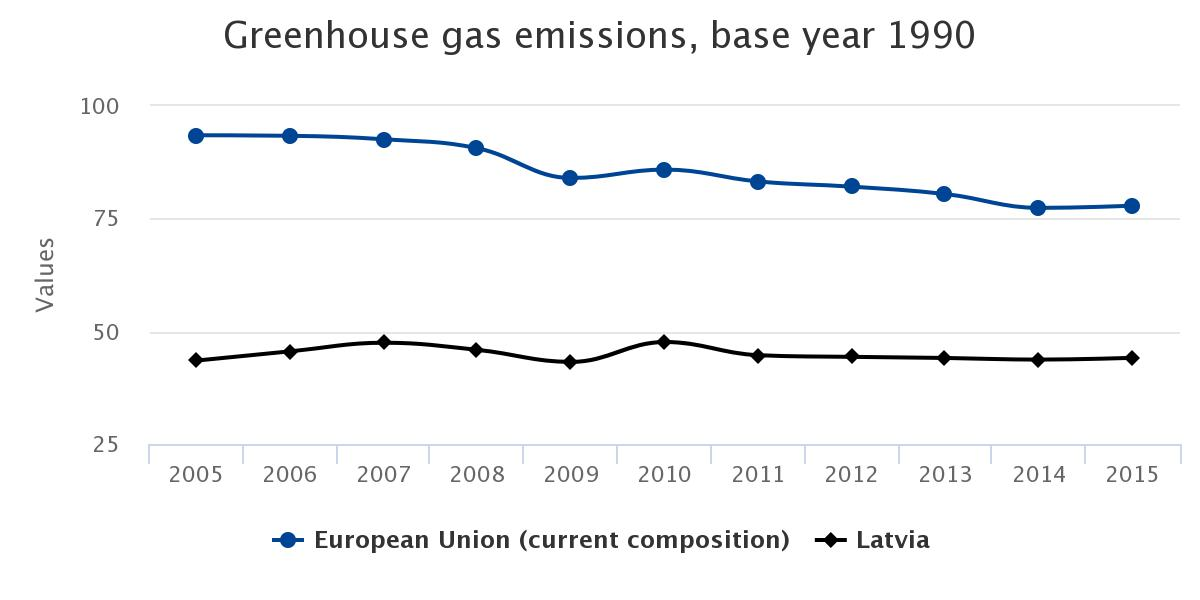 Greenhouse gas emissions, base year 1990
Values
100
75
50
25
2005 2006 2007 2008 2009 2010 2011 2012 2013 2014 2015
European Union (current composition) Latvia